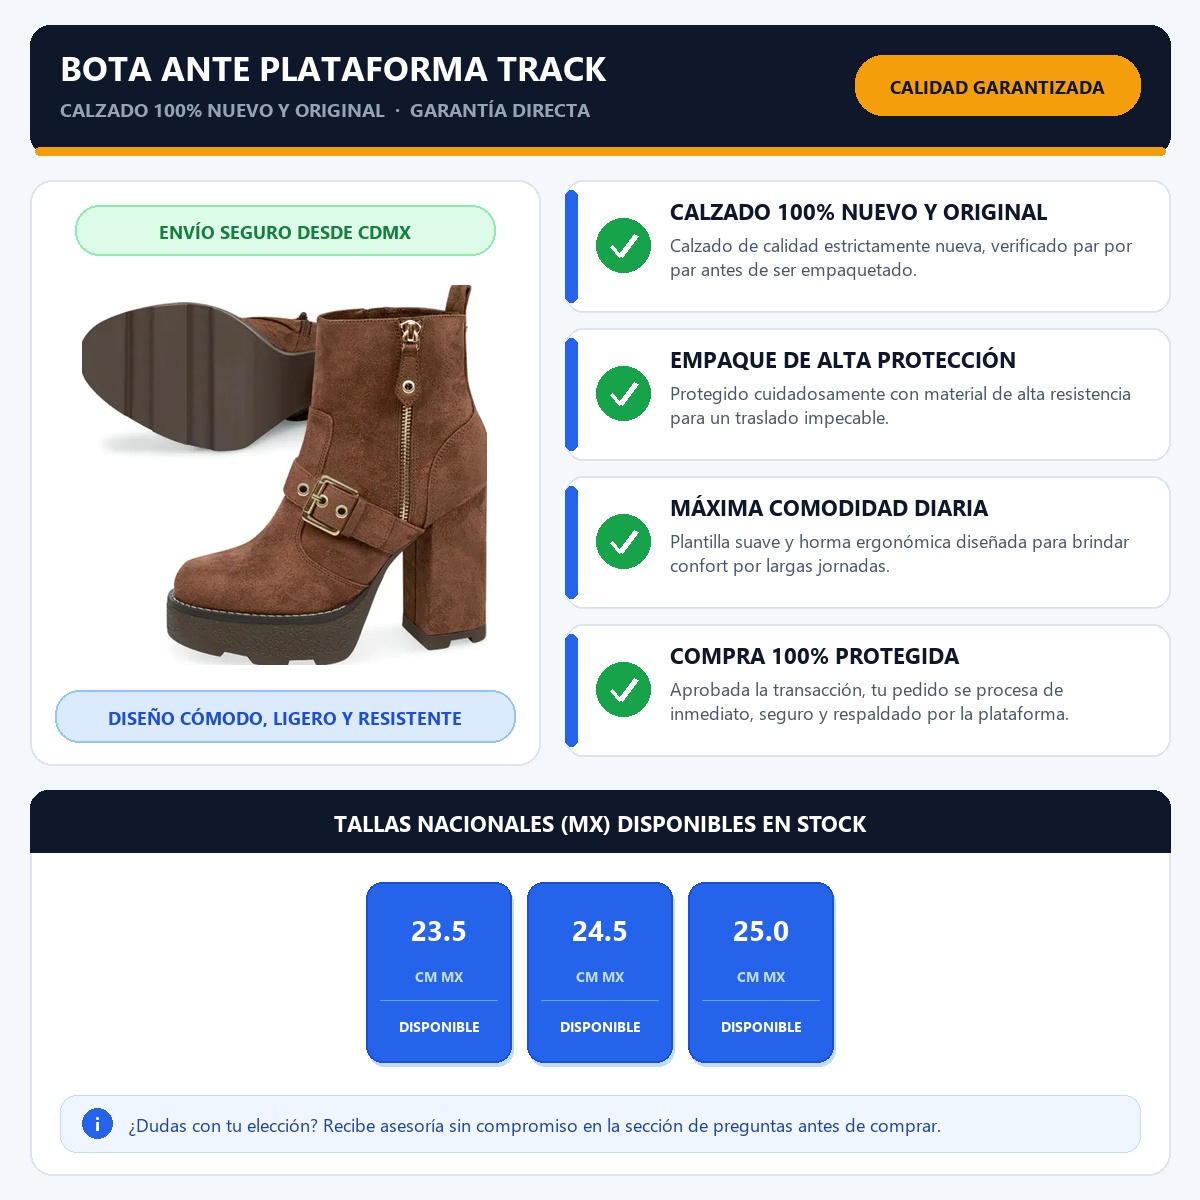 BOTA ANTE PLATAFORMA TRACK
CALZADO 100% NUEVO Y ORIGINAL · GARANTÍA DIRECTA
CALIDAD GARANTIZADA
ENVÍO SEGURO DESDE CDMX
DISEÑO CÓMODO, LIGERO Y RESISTENTE
CALZADO 100% NUEVO Y ORIGINAL
Calzado de calidad estrictamente nueva, verificado par por
par antes de ser empaquetado.
EMPAQUE DE ALTA PROTECCIÓN
Protegido cuidadosamente con material de alta resistencia
para un traslado impecable.
MÁXIMA COMODIDAD DIARIA
Plantilla suave y horma ergonómica diseñada para brindar
confort por largas jornadas.
COMPRA 100% PROTEGIDA
Aprobada la transacción, tu pedido se procesa de
inmediato, seguro y respaldado por la plataforma.
TALLAS NACIONALES (MX) DISPONIBLES EN STOCK
23.5
CM MX
DISPONIBLE
24.5
CM MX
DISPONIBLE
25.0
CM MX
DISPONIBLE
¿Dudas con tu elección? Recibe asesoría sin compromiso en la sección de preguntas antes de comprar.